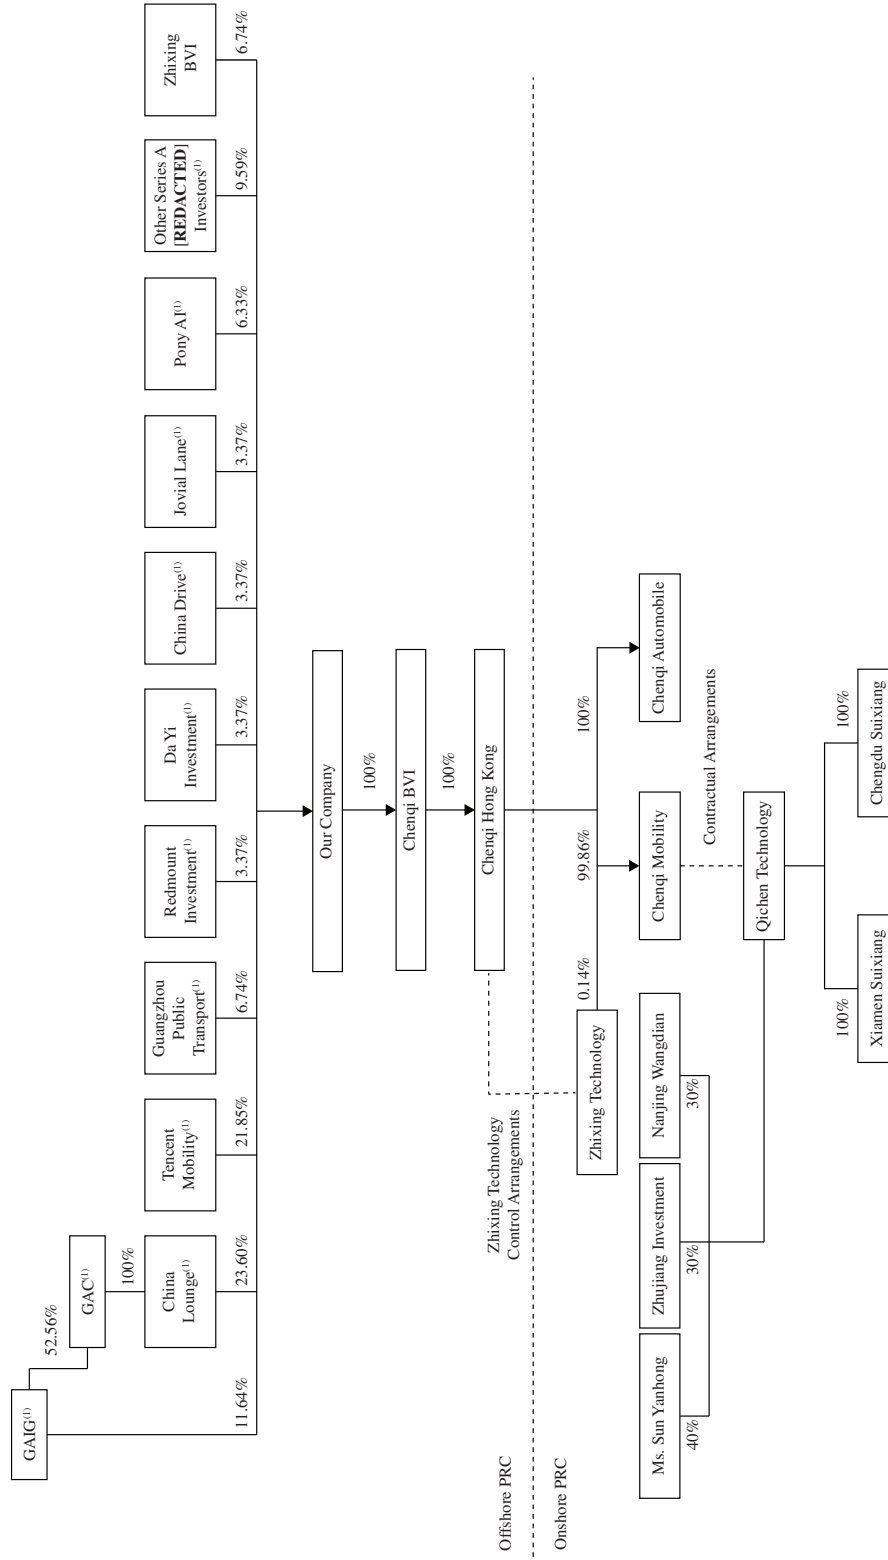 GAIG(1)
52.56%
GAC(1)
100%
China
Lounge(1)
Tencent
Mobility(1)
Guangzhou
Public
Transport(1)
Redmount
Investment(1)
Da Yi
Investment(1)
China Drive(1)
Jovial Lane(1)
Pony AI(1)
Other Series A
[REDACTED]
Investors(1)
Zhixing
BVI
11.64%
23.60%
21.85%
6.74%
3.37%
3.37%
3.37%
3.37%
6.33%
9.59%
6.74%
Our Company
100%
Chenqi BVI
100%
Chenqi Hong Kong
Zhixing Technology
Control Arrangements
Offshore PRC
Onshore PRC
Zhixing Technology
0.14%
99.86%
100%
Ms. Sun Yanhong
Zhujiang Investment
Nanjing Wangdian
Chenqi Mobility
Chenqi Automobile
40%
30%
30%
Contractual Arrangements
Qichen Technology
100%
100%
Xiamen Suixiang
Chengdu Suixiang